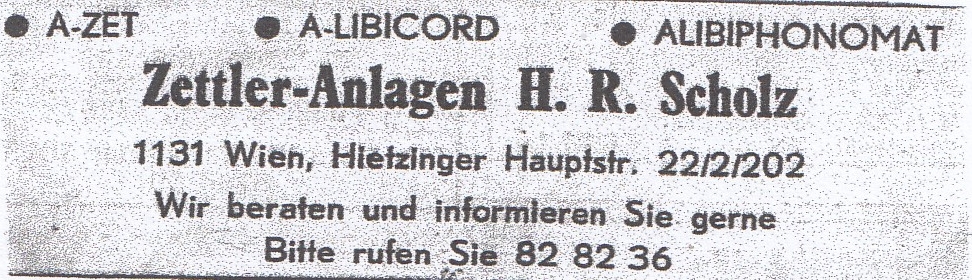 ● A-ZET ● A-LIBICORD ● ALIBIPHONOMAT
Zettler-Anlagen H. R. Scholz
1131 Wien, Hietzinger Hauptstr. 22/2/202
Wir beraten und informieren Sie gerne
Bitte rufen Sie 82 82 36